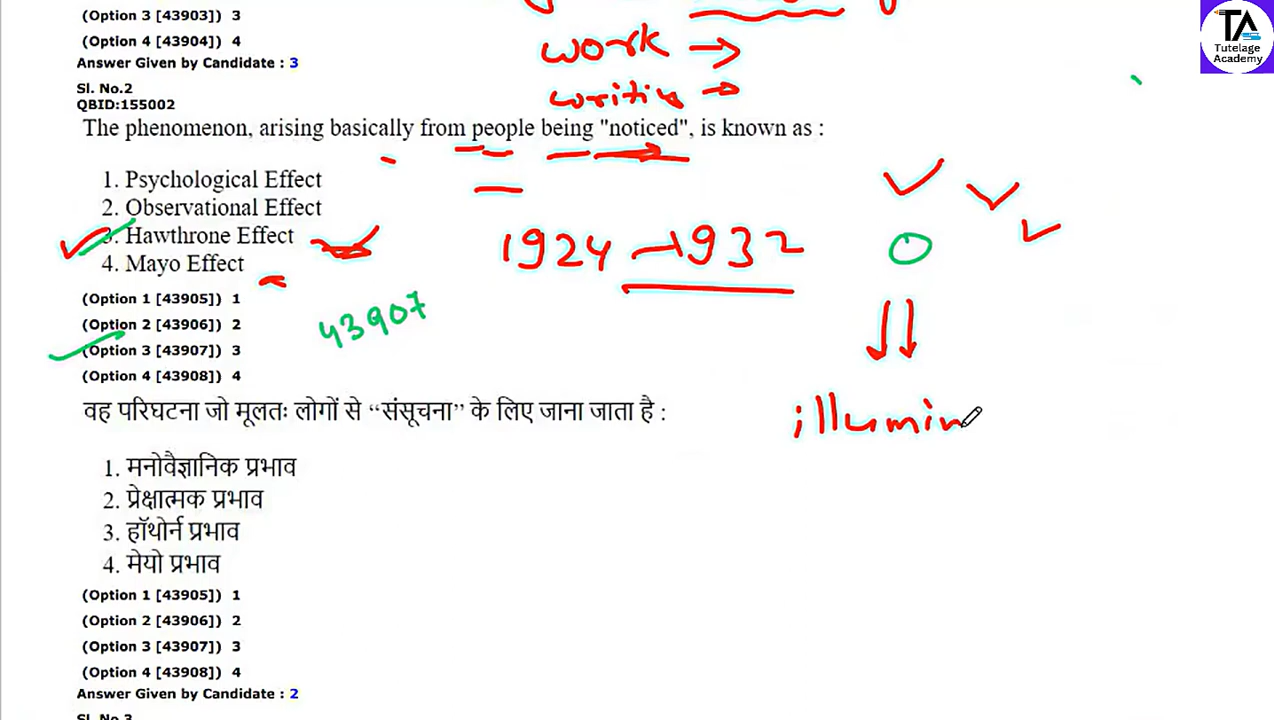 (Option 3 [43903]) 3
(Option 4 [43904]) 4
Answer Given by Candidate : 3
work →
writing →
TA
Tutelage
Academy
Sl. No.2
QBID:155002
The phenomenon, arising basically from people being "noticed", is known as :
1. Psychological Effect
2. Observational Effect
3. Hawthrone Effect
4. Mayo Effect
1924 - 1932
(Option 1 [43905]) 1
(Option 2 [43906]) 2
(Option 3 [43907]) 3
(Option 4 [43908]) 4
43907
वह परिघटना जो मूलतः लोगों से “संसूचना” के लिए जाना जाता है :
illumin
1. मनोवैज्ञानिक प्रभाव
2. प्रेक्षात्मक प्रभाव
3. हॉथोर्न प्रभाव
4. मेयो प्रभाव
(Option 1 [43905]) 1
(Option 2 [43906]) 2
(Option 3 [43907]) 3
(Option 4 [43908]) 4
Answer Given by Candidate : 2
Sl. No.3